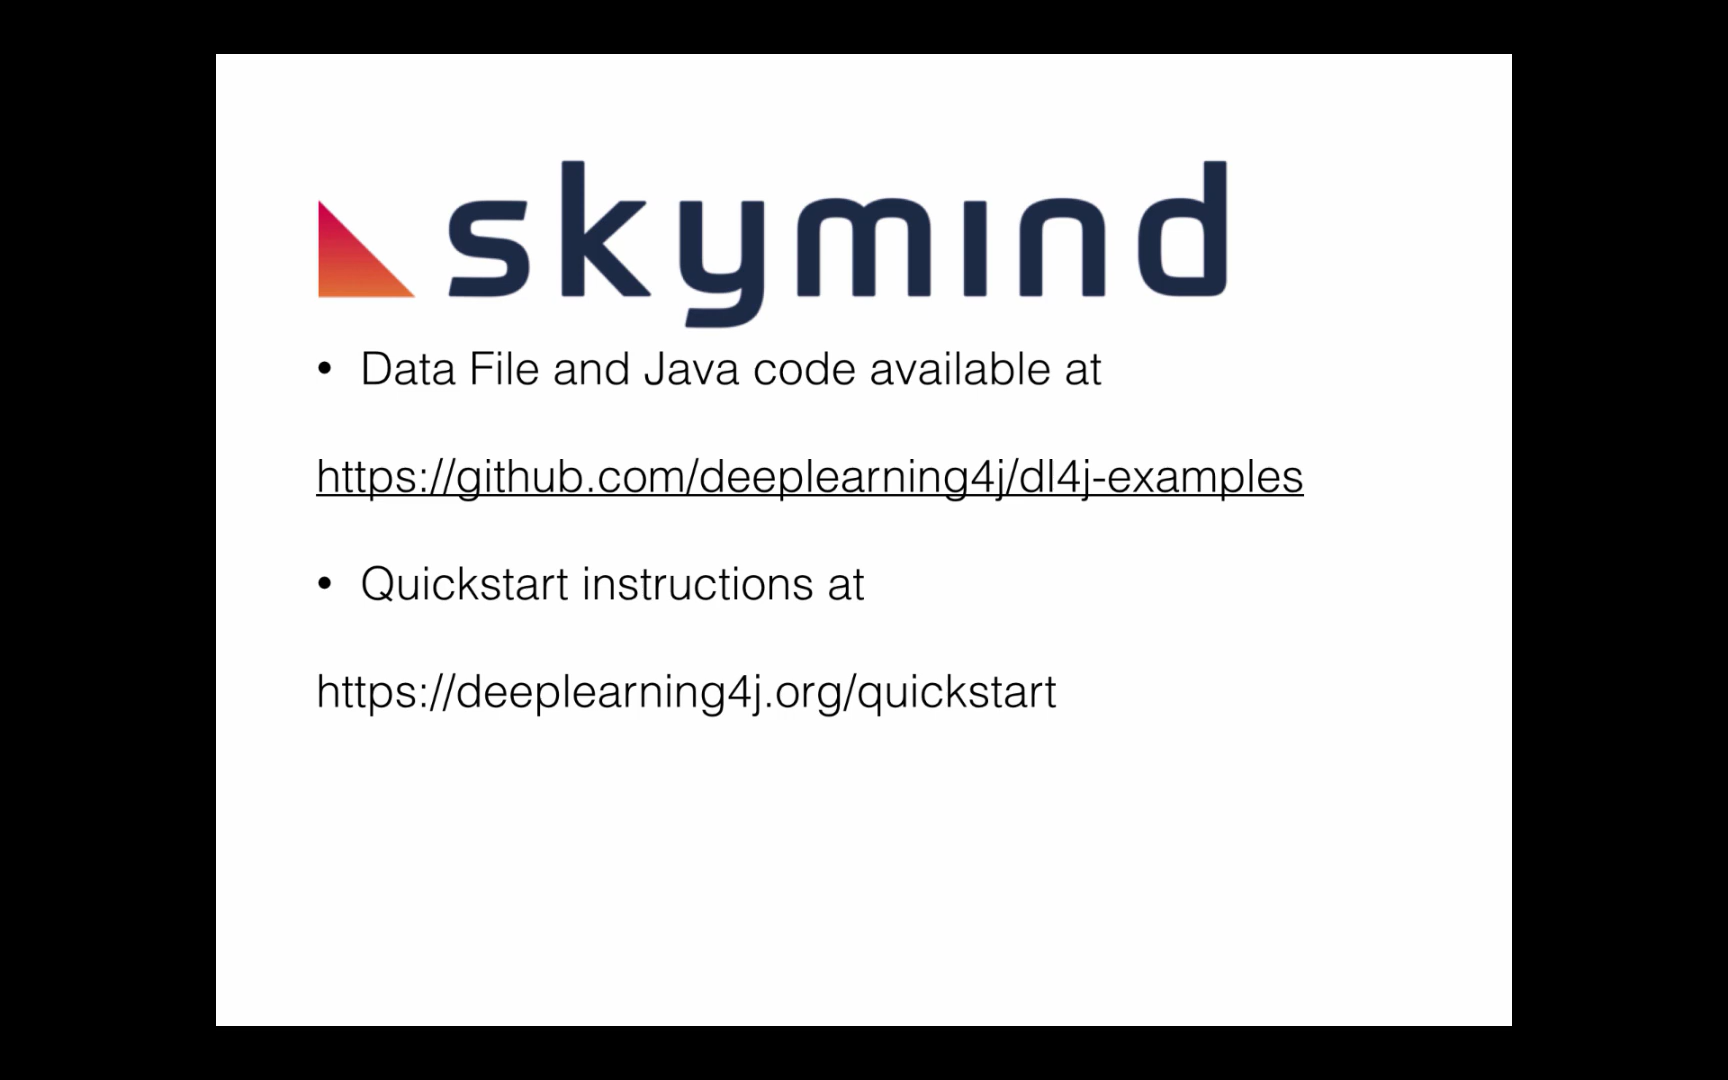 skymind
• Data File and Java code available at
https://github.com/deeplearning4j/dl4j-examples
• Quickstart instructions at
https://deeplearning4j.org/quickstart